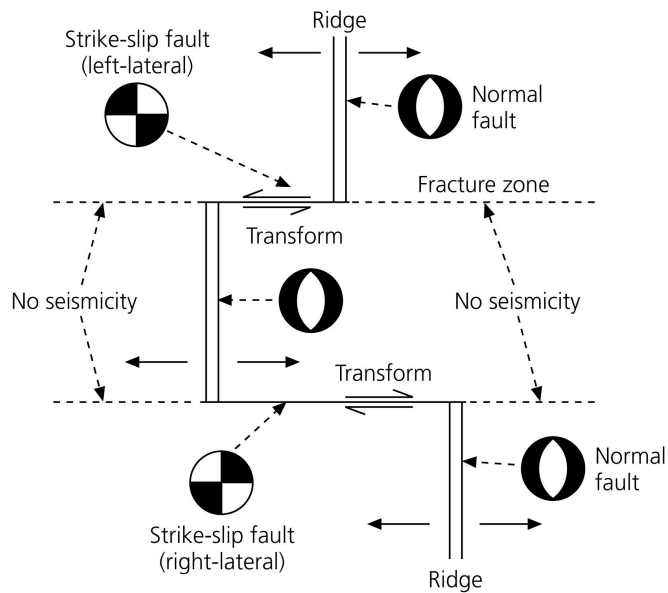 Ridge
Strike-slip fault
(left-lateral)
Normal
fault
Fracture zone
Transform
No seismicity
No seismicity
Transform
Normal
fault
Strike-slip fault
(right-lateral)
Ridge